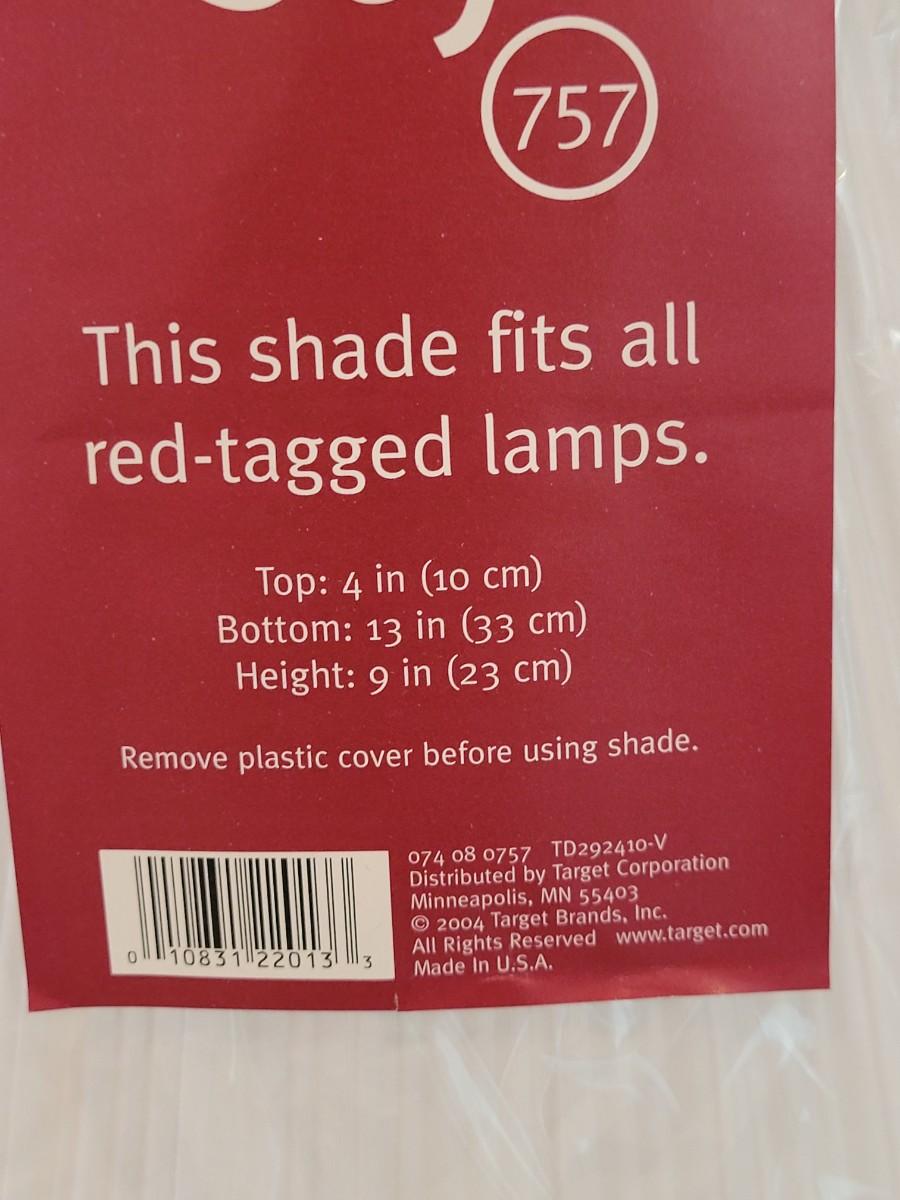 757
This shade fits all
red-tagged lamps.
Top: 4 in (10 cm)
Bottom: 13 in (33 cm)
Height: 9 in (23 cm)
Remove plastic cover before using shade.
074 08 0757 TD292410-V
Distributed by Target Corporation
Minneapolis, MN 55403
© 2004 Target Brands, Inc.
All Rights Reserved www.target.com
Made In U.S.A.
0 10831 22013 3